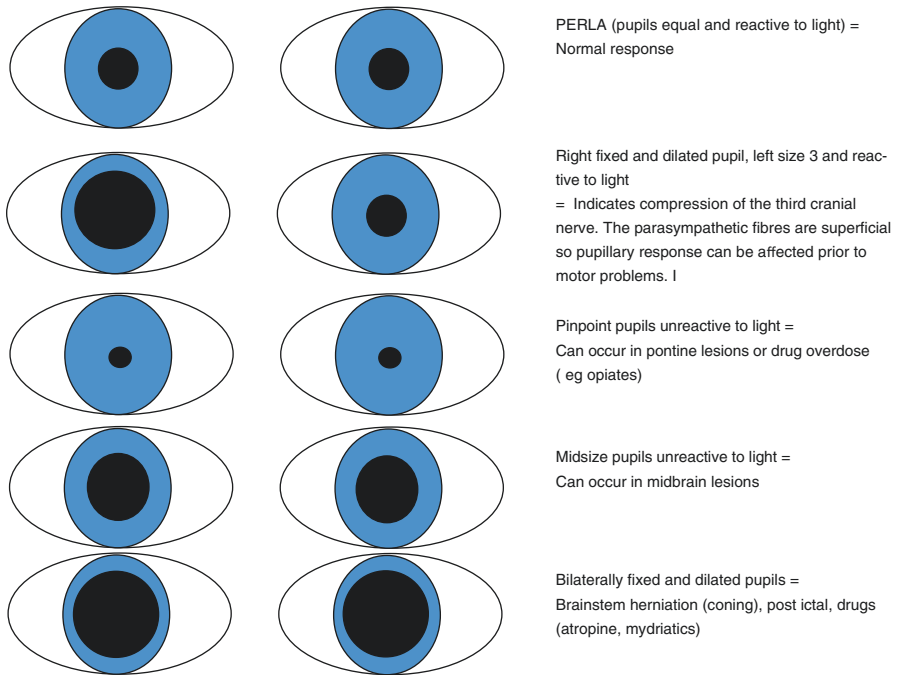 PERLA (pupils equal and reactive to light) =
Normal response
Right fixed and dilated pupil, left size 3 and reac-
tive to light
= Indicates compression of the third cranial
nerve. The parasympathetic fibres are superficial
so pupillary response can be affected prior to
motor problems. I
Pinpoint pupils unreactive to light =
Can occur in pontine lesions or drug overdose
( eg opiates)
Midsize pupils unreactive to light =
Can occur in midbrain lesions
Bilaterally fixed and dilated pupils =
Brainstem herniation (coning), post ictal, drugs
(atropine, mydriatics)